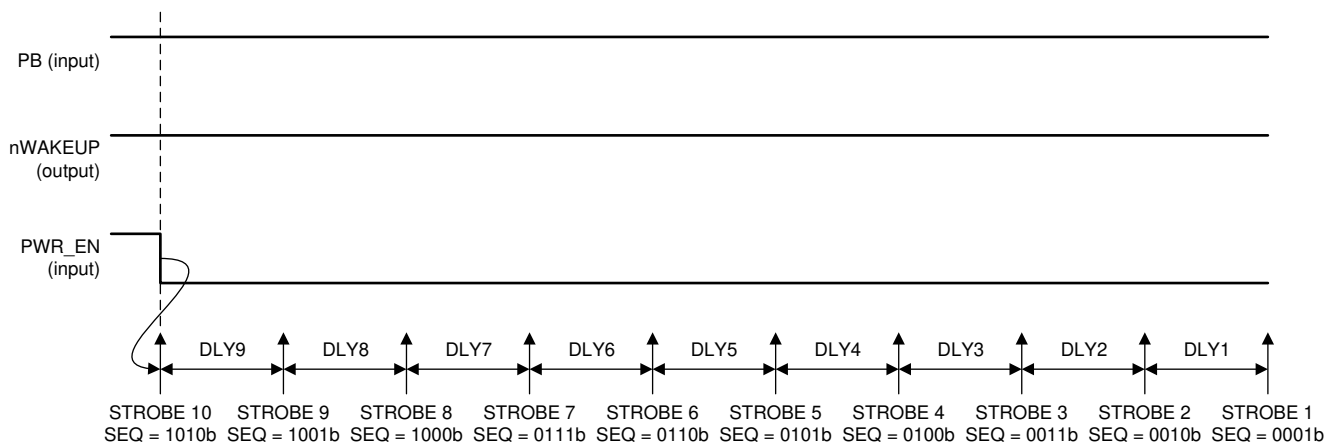 PB (input)
nWAKEUP
(output)
PWR_EN
(input)
DLY9 DLY8 DLY7 DLY6 DLY5 DLY4 DLY3 DLY2 DLY1
STROBE 10 STROBE 9 STROBE 8 STROBE 7 STROBE 6 STROBE 5 STROBE 4 STROBE 3 STROBE 2 STROBE 1
SEQ = 1010b SEQ = 1001b SEQ = 1000b SEQ = 0111b SEQ = 0110b SEQ = 0101b SEQ = 0100b SEQ = 0011b SEQ = 0010b SEQ = 0001b